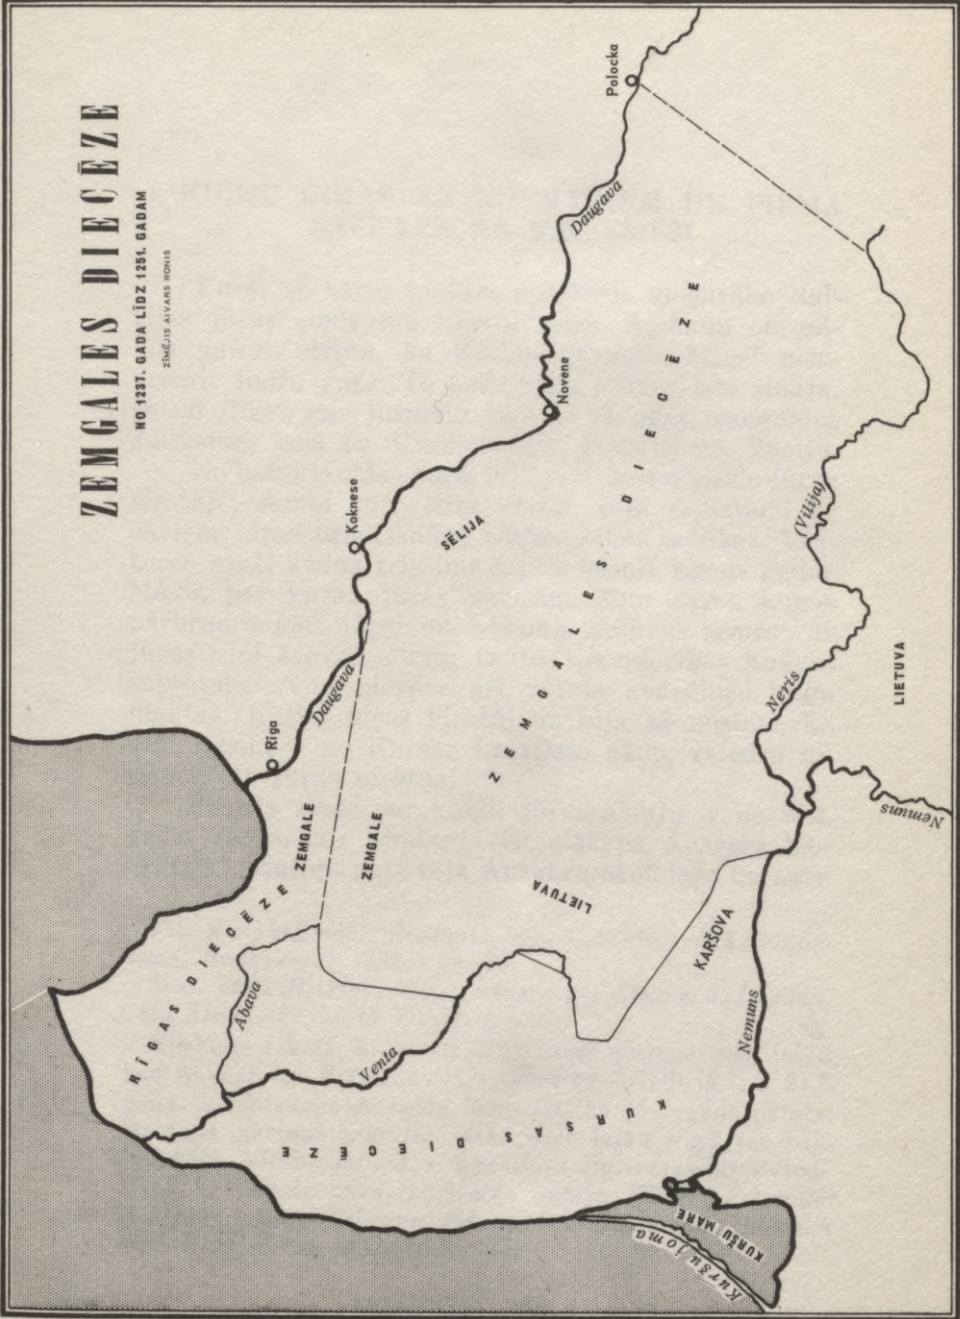 ZEMGALES DIECĒZE
NO 1237. GADA LĪDZ 1251. GADAM
ZĪMĒJIS AIVARS RONIS
Polocka
Daugava
Novene
Koknese
SĒLIJA
Daugava
Rīga
ZEMGALES DIECĒZE
(Vilija)
Neris
LIETUVA
Nemuns
ZEMGALE
ZEMGALE
RĪGAS DIECĒZE
LIETUVA
KARŠOVA
Abava
Venta
Nemuns
KURSAS DIECĒZE
KURŠU MARE
Kuršu joma